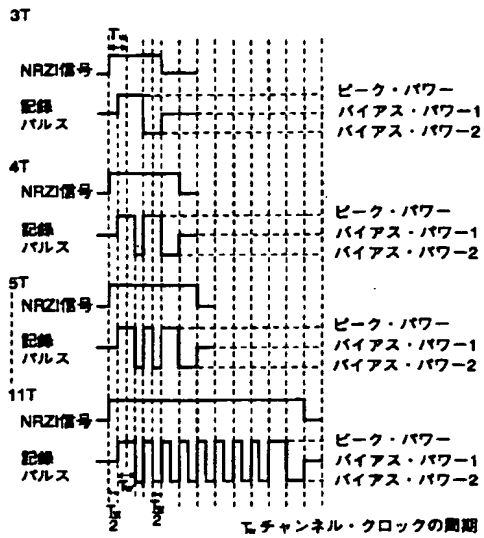 3T
T
NRZI信号
記録
パルス
ピーク・パワー
バイアス・パワー1
バイアス・パワー2
4T
NRZI信号
記録
パルス
ピーク・パワー
バイアス・パワー1
バイアス・パワー2
5T
NRZI信号
記録
パルス
ピーク・パワー
バイアス・パワー1
バイアス・パワー2
11T
NRZI信号
記録
パルス
ピーク・パワー
バイアス・パワー1
バイアス・パワー2
2
2
チャンネル・クロックの周期